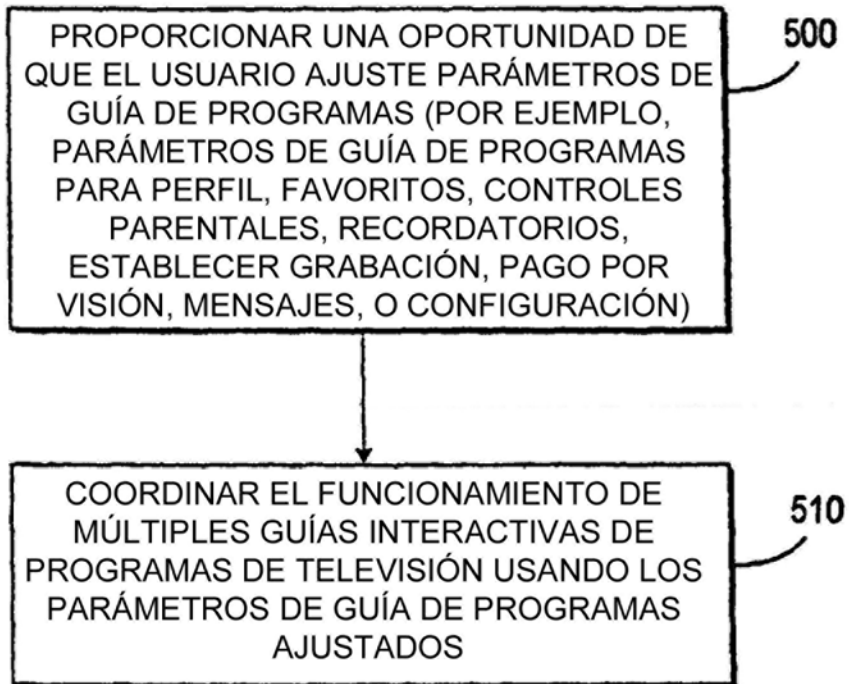 PROPORCIONAR UNA OPORTUNIDAD DE
QUE EL USUARIO AJUSTE PARÁMETROS DE
GUÍA DE PROGRAMAS (POR EJEMPLO,
PARÁMETROS DE GUÍA DE PROGRAMAS
PARA PERFIL, FAVORITOS, CONTROLES
PARENTALES, RECORDATORIOS,
ESTABLECER GRABACIÓN, PAGO POR
VISIÓN, MENSAJES, O CONFIGURACIÓN)
500
COORDINAR EL FUNCIONAMIENTO DE
MÚLTIPLES GUÍAS INTERACTIVAS DE
PROGRAMAS DE TELEVISIÓN USANDO LOS
PARÁMETROS DE GUÍA DE PROGRAMAS
AJUSTADOS
510